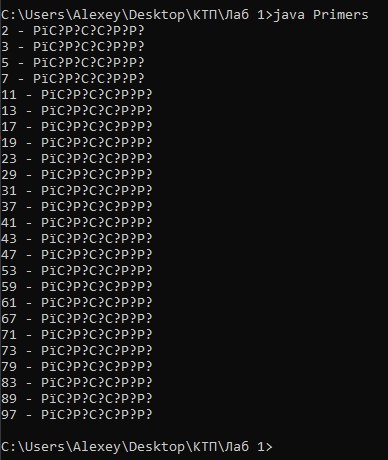 C:\Users\Alexey\Desktop\КТП\Лаб 1>java Primers
2 - РїС?Р?С?С?Р?Р?
3 - РїС?Р?С?С?Р?Р?
5 - РїС?Р?С?С?Р?Р?
7 - РїС?Р?С?С?Р?Р?
11 - РїС?Р?С?С?Р?Р?
13 - РїС?Р?С?С?Р?Р?
17 - РїС?Р?С?С?Р?Р?
19 - РїС?Р?С?С?Р?Р?
23 - РїС?Р?С?С?Р?Р?
29 - РїС?Р?С?С?Р?Р?
31 - РїС?Р?С?С?Р?Р?
37 - РїС?Р?С?С?Р?Р?
41 - РїС?Р?С?С?Р?Р?
43 - РїС?Р?С?С?Р?Р?
47 - РїС?Р?С?С?Р?Р?
53 - РїС?Р?С?С?Р?Р?
59 - РїС?Р?С?С?Р?Р?
61 - РїС?Р?С?С?Р?Р?
67 - РїС?Р?С?С?Р?Р?
71 - РїС?Р?С?С?Р?Р?
73 - РїС?Р?С?С?Р?Р?
79 - РїС?Р?С?С?Р?Р?
83 - РїС?Р?С?С?Р?Р?
89 - РїС?Р?С?С?Р?Р?
97 - РїС?Р?С?С?Р?Р?
C:\Users\Alexey\Desktop\КТП\Лаб 1>